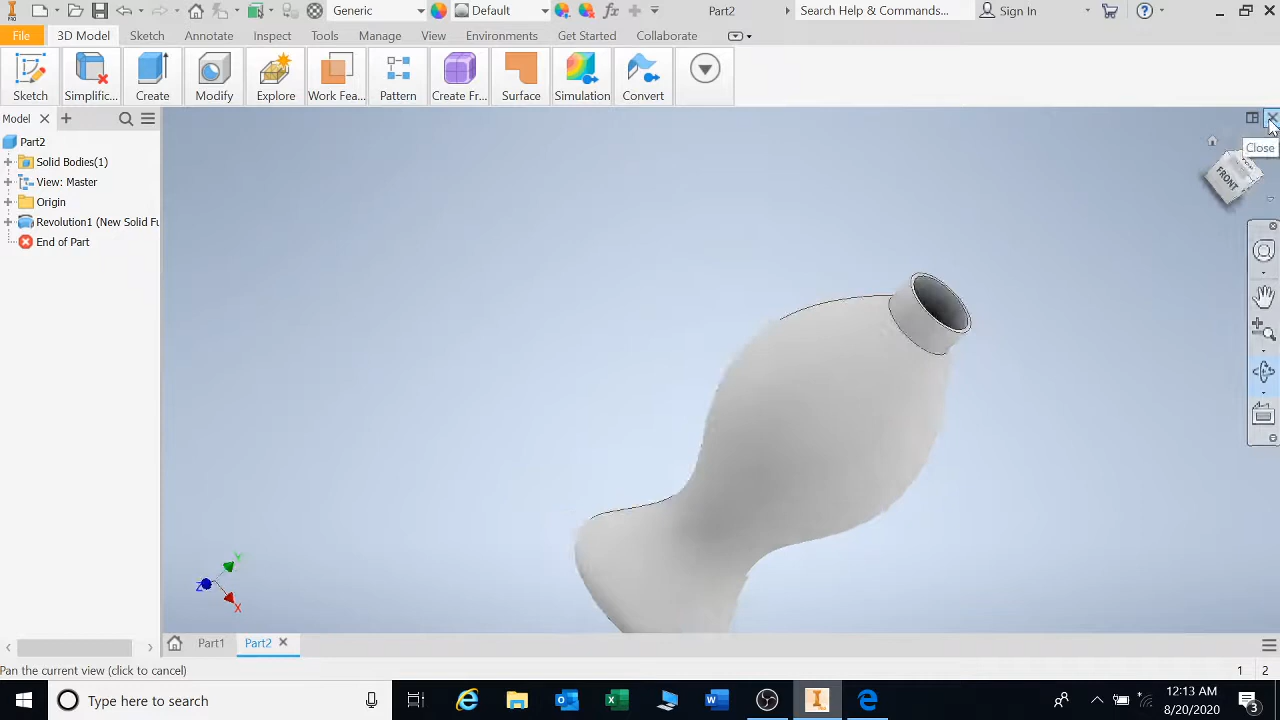 PRO Generic Default fx Part2 Search Help & Commands... Sign In
File 3D Model Sketch Annotate Inspect Tools Manage View Environments Get Started Collaborate
Sketch Simplific... Create Modify Explore Work Fea... Pattern Create Fr... Surface Simulation Convert
Model
Part2
Close
Solid Bodies(1)
FRONT
View: Master
Origin
Revolution1 (New Solid Fu
End of Part
Y
Z
X
Part1 Part2
Pan the current view (click to cancel) 1 2
Type here to search
12:13 AM
8/20/2020
3